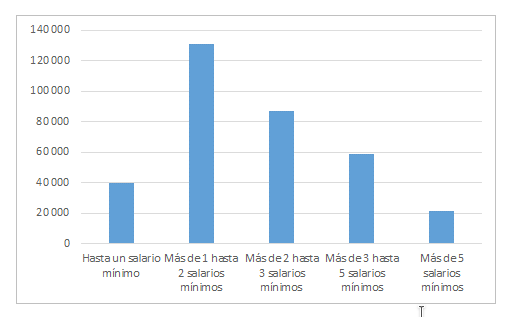 140 000
120 000
100 000
80 000
60 000
40 000
20 000
0
Hasta un salario
mínimo
Más de 1 hasta
2 salarios
mínimos
Más de 2 hasta
3 salarios
mínimos
Más de 3 hasta
5 salarios
mínimos
Más de 5
salarios
mínimos